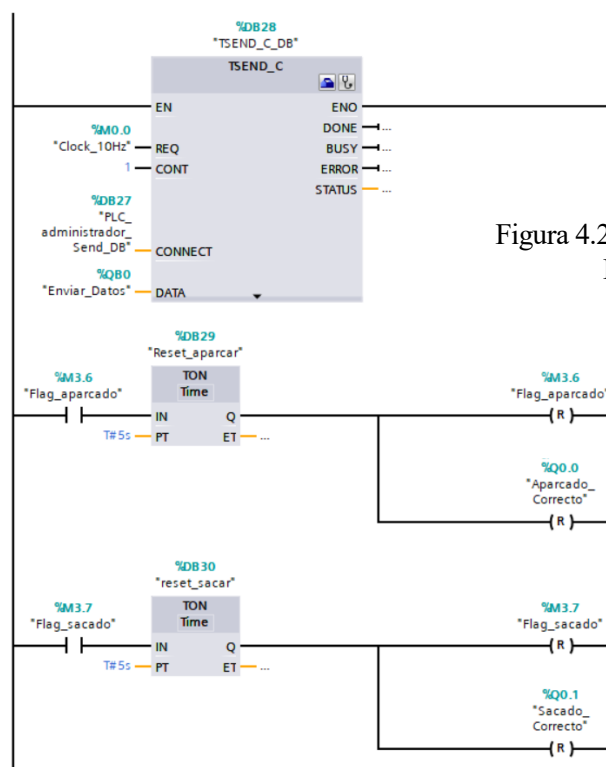 %DB28
"TSEND_C_DB"
TSEND_C
EN ENO
%M0.0
"Clock_10Hz" REQ
DONE ...
BUSY ...
1 CONT
ERROR ...
STATUS ...
%DB27
"PLC_
administrador_
Send_DB" CONNECT
%QB0
"Enviar_Datos" DATA
Figura 4.2
%DB29
"Reset_aparcar"
%M3.6
"Flag_aparcado"
TON
Time
IN Q
T#5s PT ET ...
%M3.6
"Flag_aparcado"
( R )
%Q0.0
"Aparcado_
Correcto"
( R )
%DB30
"reset_sacar"
%M3.7
"Flag_sacado"
TON
Time
IN Q
T#5s PT ET ...
%M3.7
"Flag_sacado"
( R )
%Q0.1
"Sacado_
Correcto"
( R )